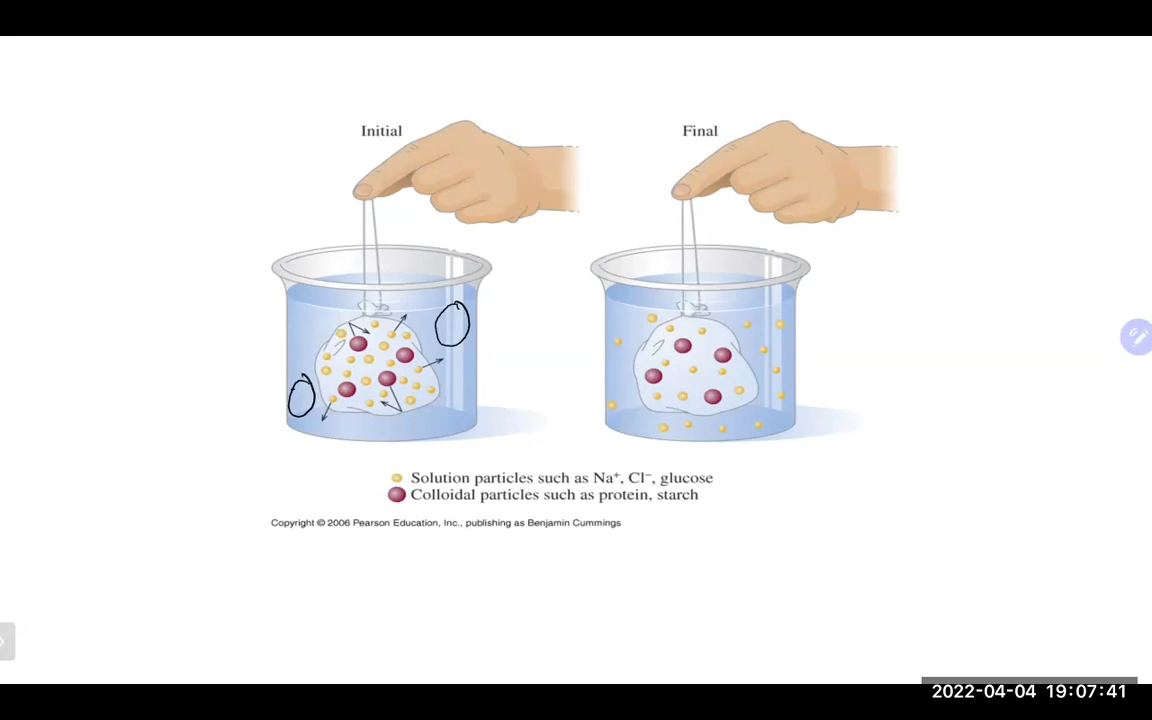 Initial
Final
Solution particles such as Na⁺, Cl⁻, glucose
Colloidal particles such as protein, starch
Copyright © 2006 Pearson Education, Inc., publishing as Benjamin Cummings
2022-04-04 19:07:41